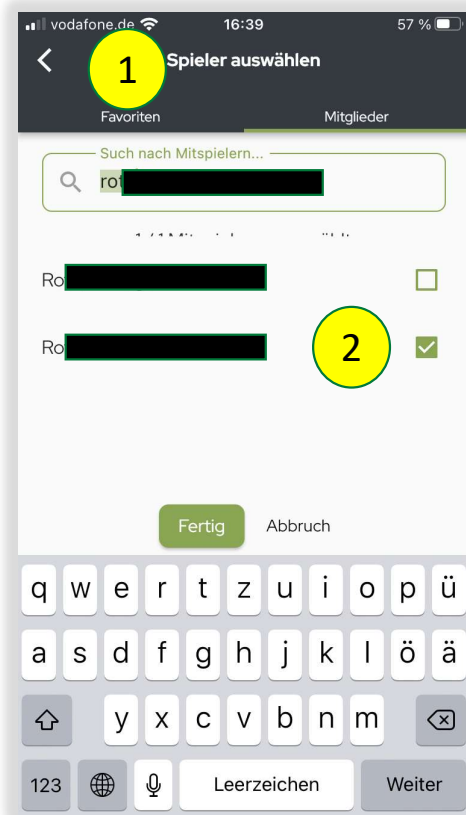 vodafone.de 16:39 57 %
1
Spieler auswählen
Favoriten Mitglieder
Such nach Mitspielern...
rot
Ro
Ro
2
Fertig Abbruch
q w e r t z u i o p ü
a s d f g h j k l ö ä
y x c v b n m
123 Leerzeichen Weiter